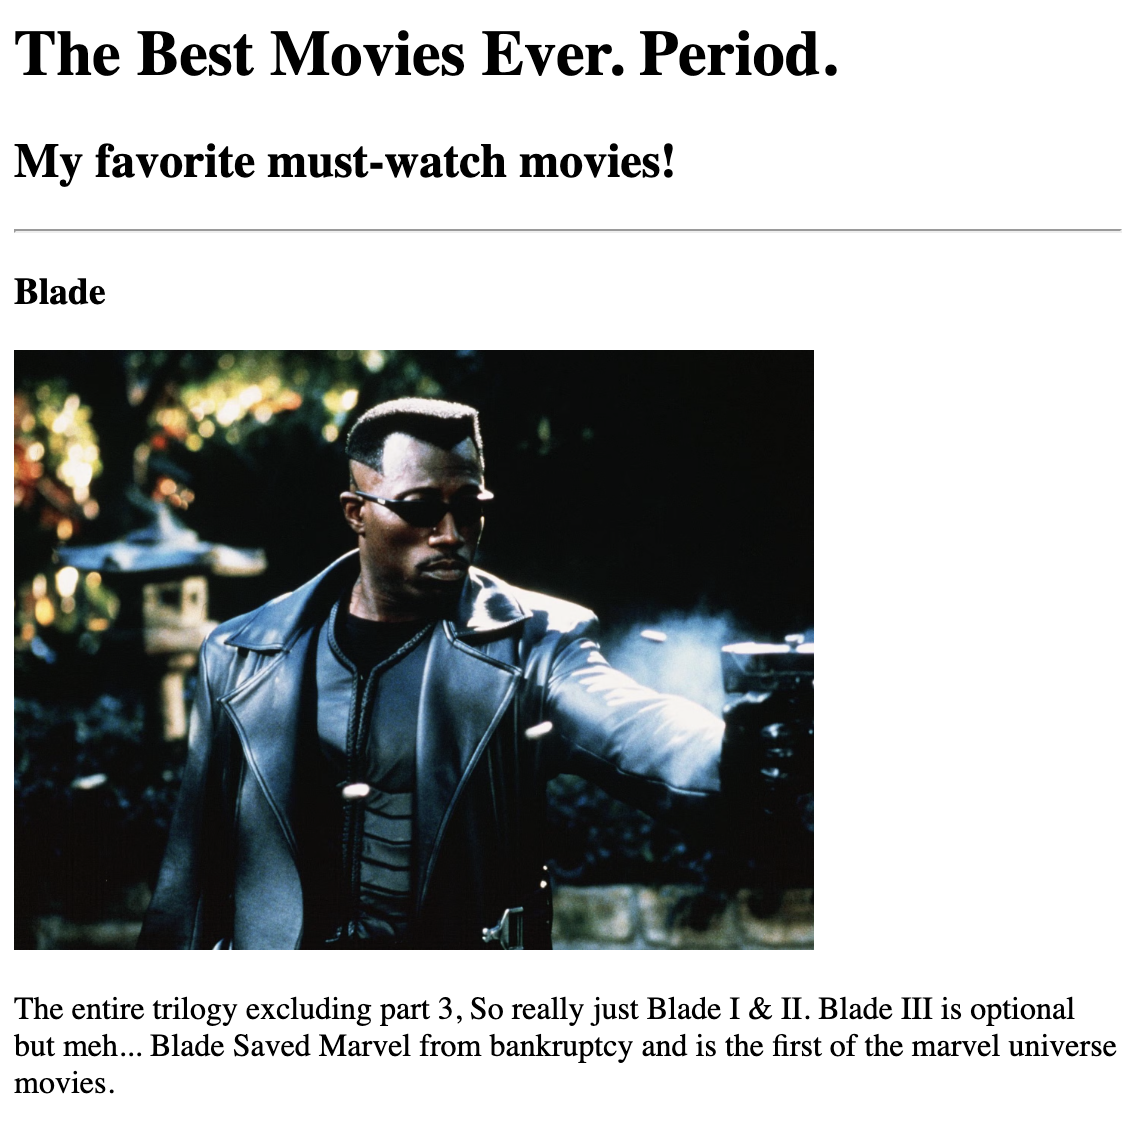 The Best Movies Ever. Period.
My favorite must-watch movies!
Blade
The entire trilogy excluding part 3, So really just Blade I & II. Blade III is optional
but meh... Blade Saved Marvel from bankruptcy and is the first of the marvel universe
movies.